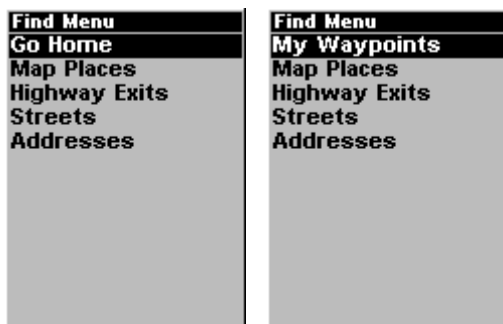 Find Menu
Go Home
Map Places
Highway Exits
Streets
Addresses
Find Menu
My Waypoints
Map Places
Highway Exits
Streets
Addresses